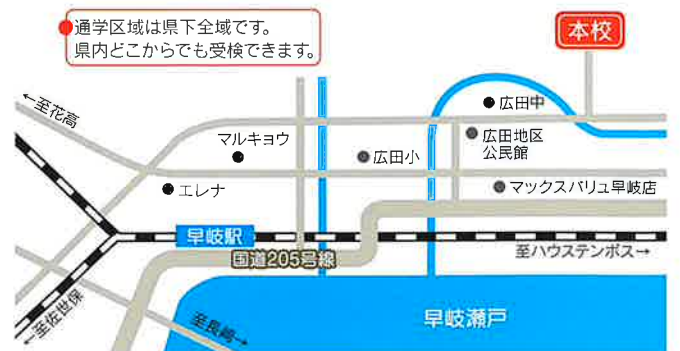 通学区域は県下全域です。
県内どこからでも受検できます。
本校
←至花高
広田中
マルキョウ
広田小
広田地区
公民館
エレナ
マックスバリュ早岐店
早岐駅
至ハウステンボス→
国道205号線
←至佐世保
至長崎→
早岐瀬戸